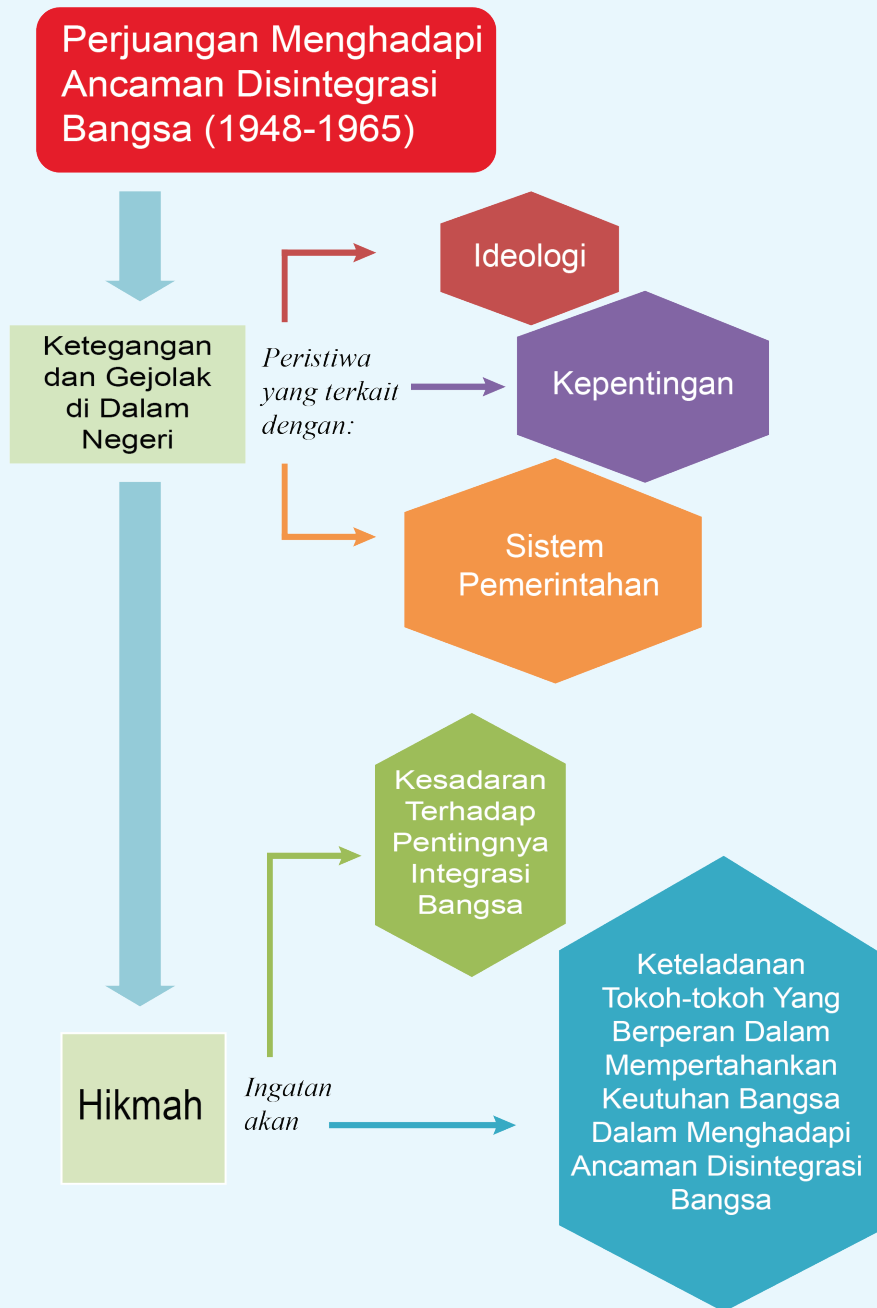 Perjuangan Menghadapi
Ancaman Disintegrasi
Bangsa (1948-1965)
Ketegangan
dan Gejolak
di Dalam
Negeri
Peristiwa
yang terkait
dengan:
Ideologi
Kepentingan
Sistem
Pemerintahan
Hikmah
Ingatan
akan
Kesadaran
Terhadap
Pentingnya
Integrasi
Bangsa
Keteladanan
Tokoh-tokoh Yang
Berperan Dalam
Mempertahankan
Keutuhan Bangsa
Dalam Menghadapi
Ancaman Disintegrasi
Bangsa